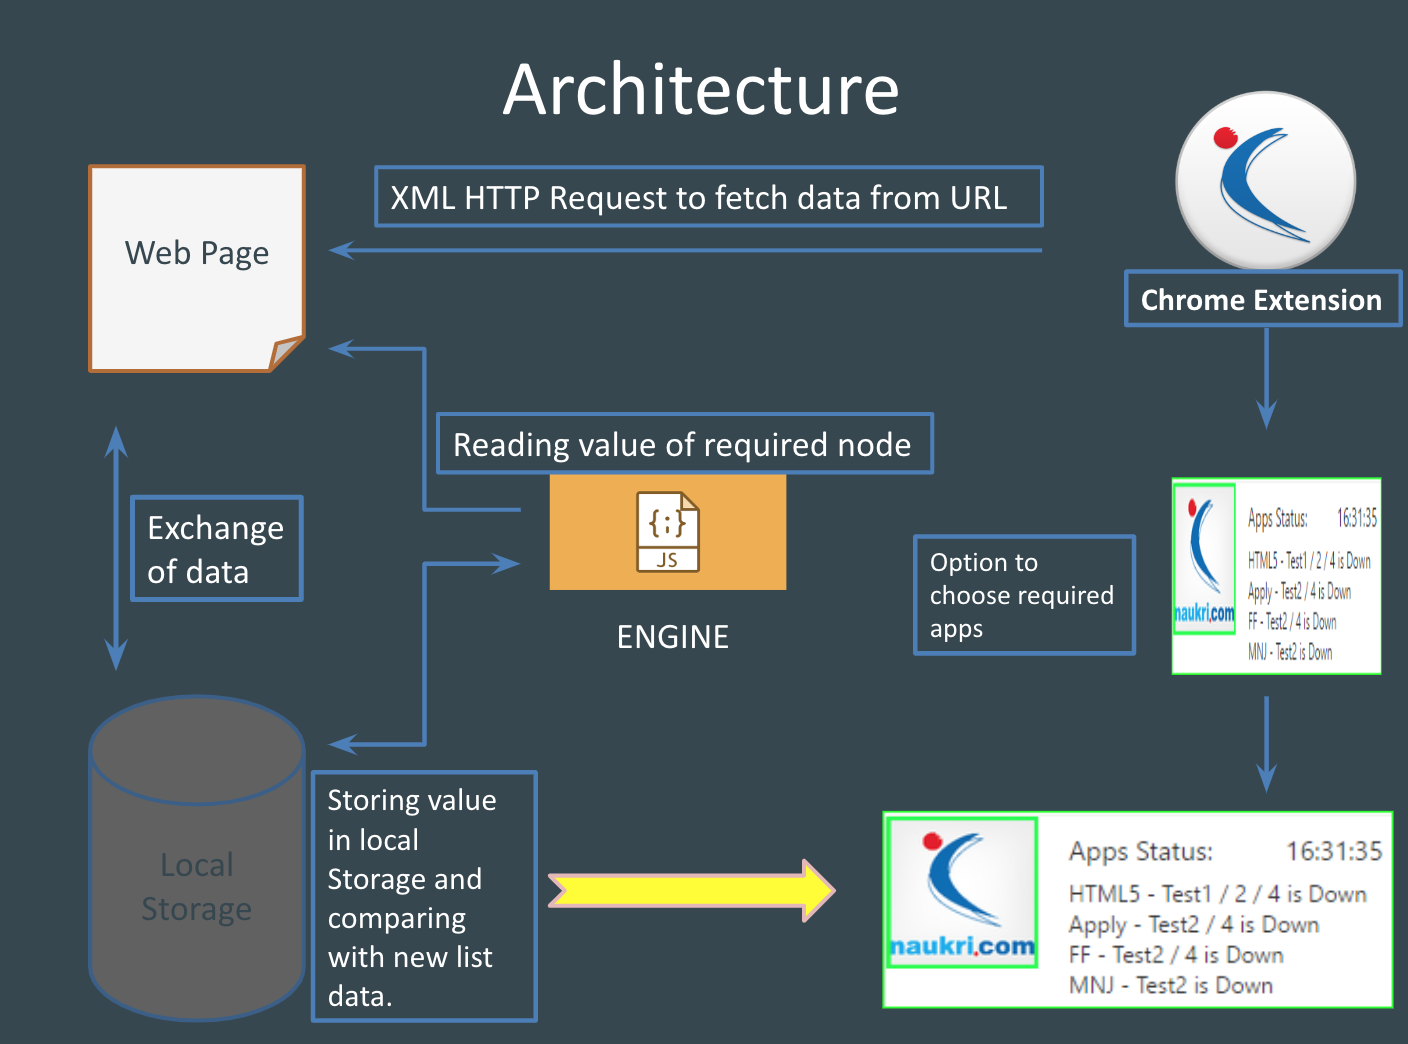 Architecture
XML HTTP Request to fetch data from URL
Web Page
Chrome Extension
Reading value of required node
{;}
JS
ENGINE
Exchange
of data
Option to
choose required
apps
naukri.com
Apps Status: 16:31:35
HTML5 - Test1 / 2 / 4 is Down
Apply - Test2 / 4 is Down
FF - Test2 / 4 is Down
MNJ - Test2 is Down
Local
Storage
Storing value
in local
Storage and
comparing
with new list
data.
naukri.com
Apps Status: 16:31:35
HTML5 - Test1 / 2 / 4 is Down
Apply - Test2 / 4 is Down
FF - Test2 / 4 is Down
MNJ - Test2 is Down